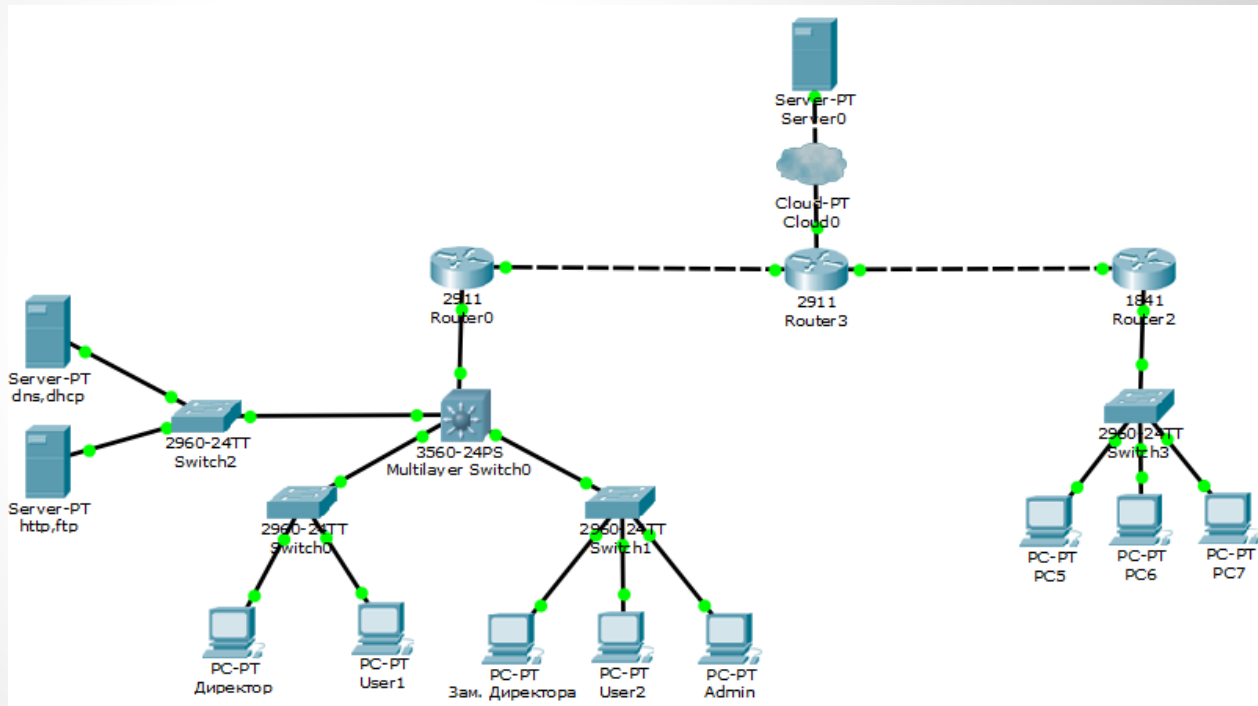 Server-PT
Server0
Cloud-PT
Cloud0
2911
Router0
2911
Router3
1841
Router2
Server-PT
dns,dhcp
2960-24TT
Switch2
3560-24PS
Multilayer Switch0
2960-24TT
Switch3
Server-PT
http,ftp
2960-24TT
Switch0
2960-24TT
Switch1
PC-PT
PC5
PC-PT
PC6
PC-PT
PC7
PC-PT
Директор
PC-PT
User1
PC-PT
Зам. Директора
PC-PT
User2
PC-PT
Admin